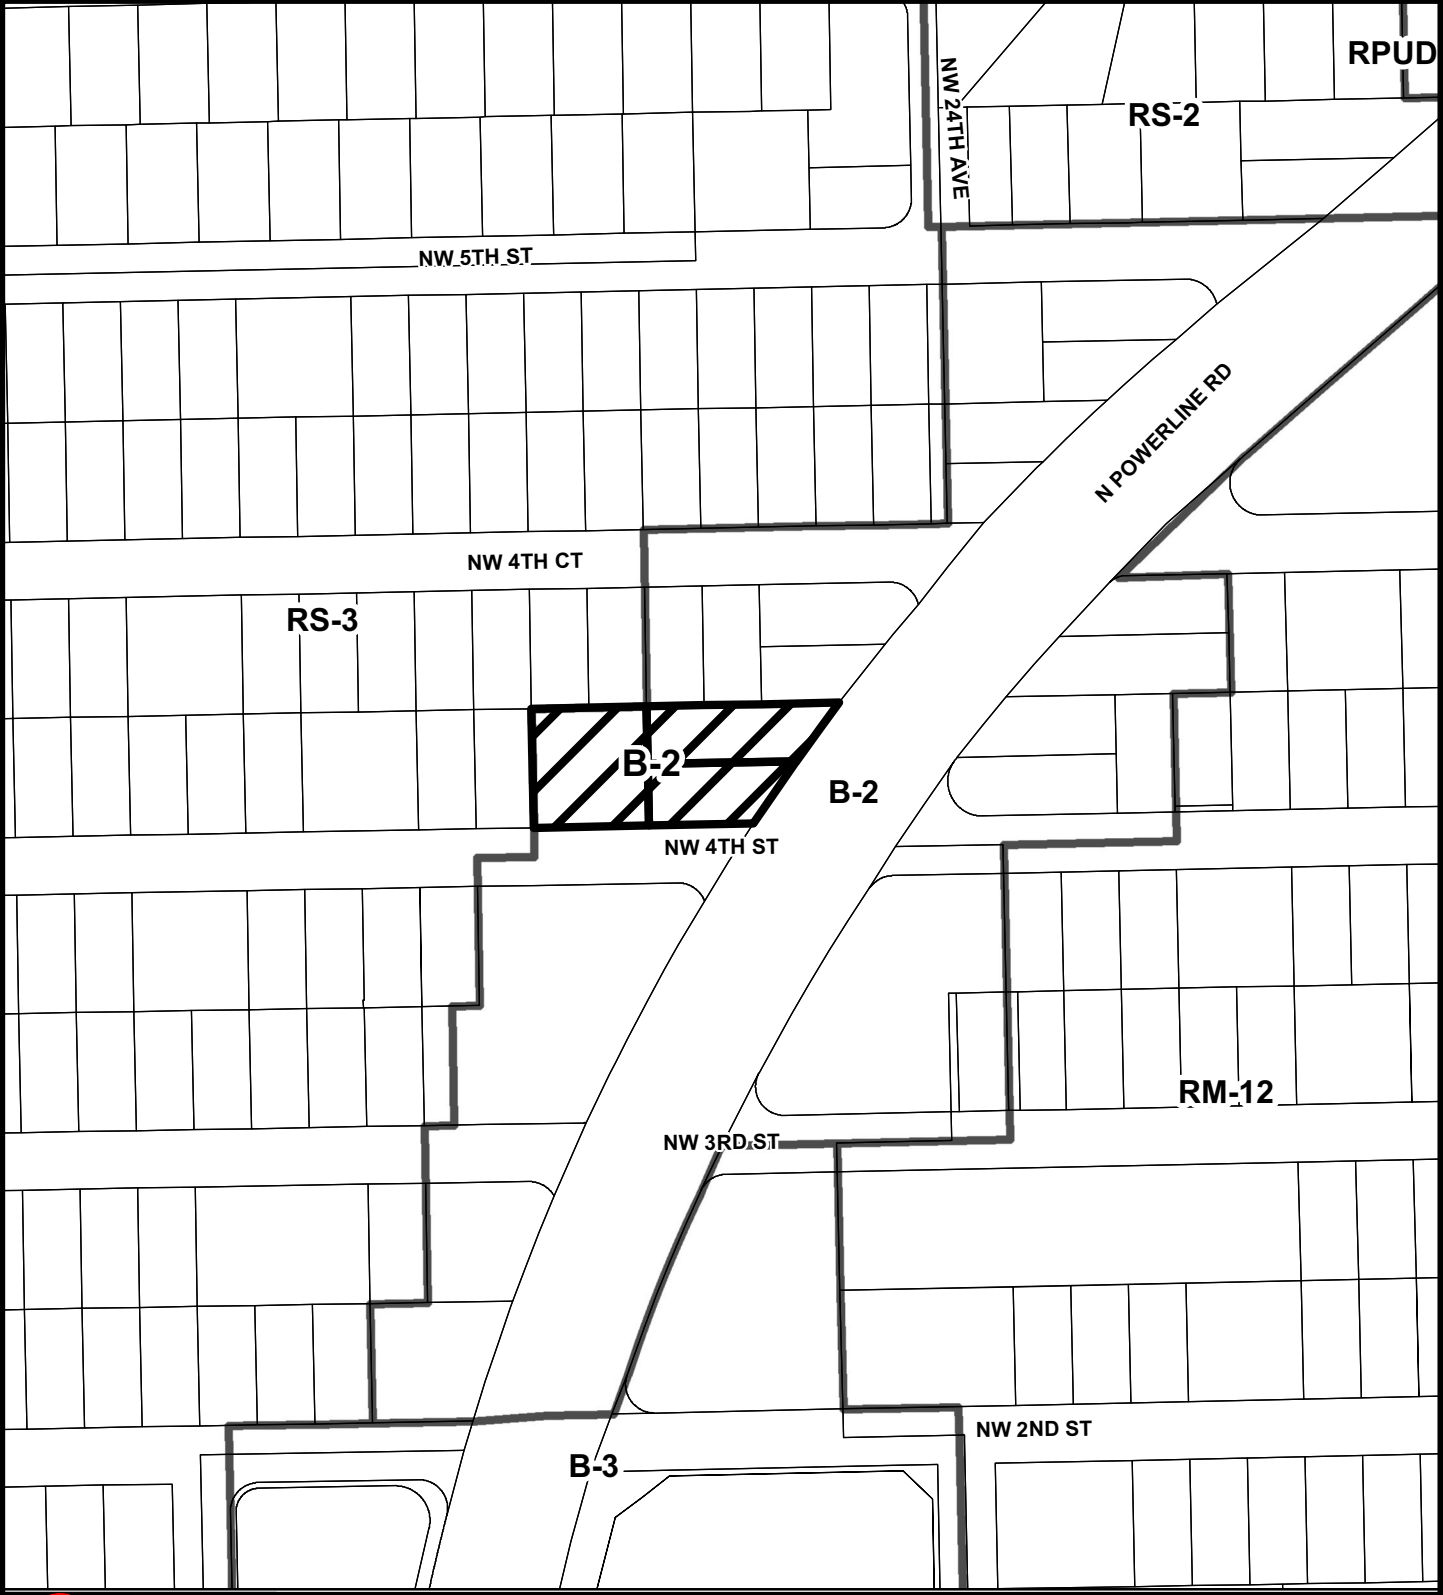 RPUD
RS-2
NW 24TH AVE
NW 5TH ST
N POWERLINE RD
NW 4TH CT
RS-3
B-2
B-2
NW 4TH ST
RM-12
NW 3RD ST
NW 2ND ST
B-3